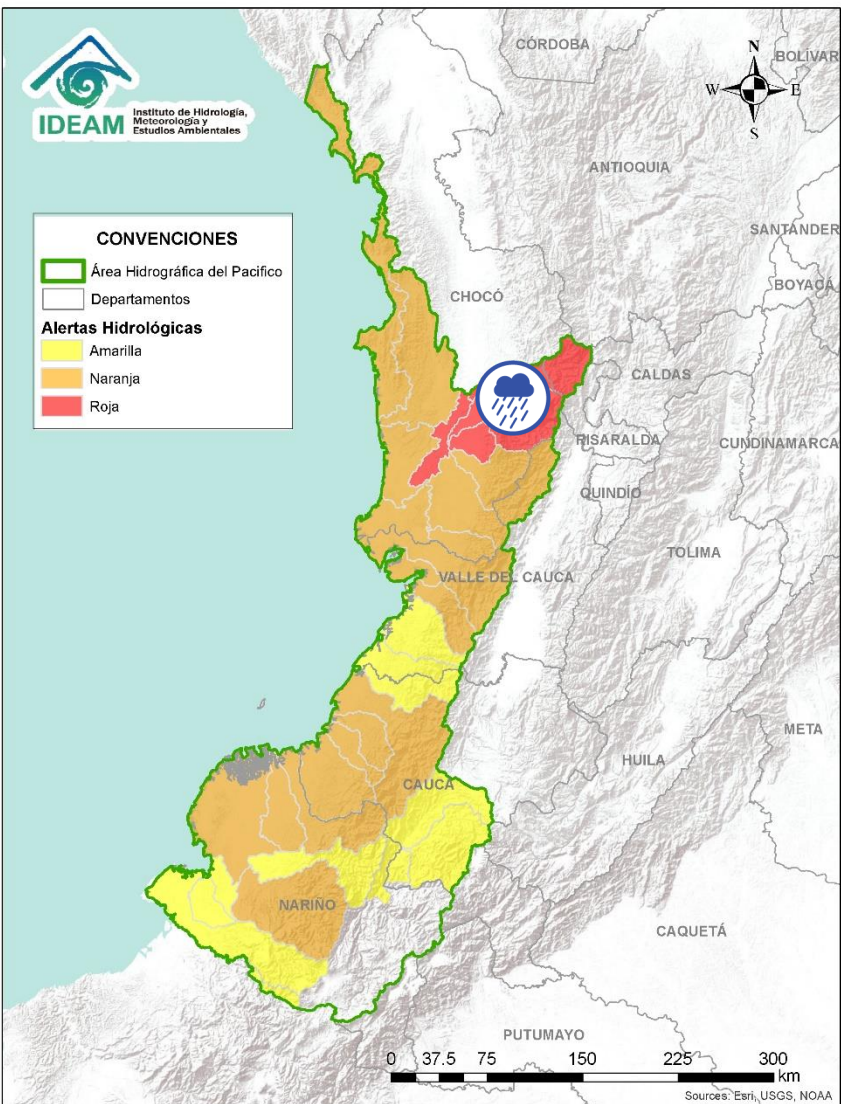 IDEAM
Instituto de Hidrología,
Meteorología y
Estudios Ambientales
N
W
E
S
CÓRDOBA
BOLÍVAR
ANTIOQUIA
SANTANDER
BOYACÁ
CHOCÓ
CALDAS
RISARALDA
CUNDINAMARCA
QUINDÍO
TOLIMA
VALLE DEL CAUCA
META
HUILA
CAUCA
NARIÑO
CAQUETÁ
PUTUMAYO
CONVENCIONES
Área Hidrográfica del Pacifico
Departamentos
Alertas Hidrológicas
Amarilla
Naranja
Roja
0 37.5 75 150 225 300
km
Sources: Esri, USGS, NOAA